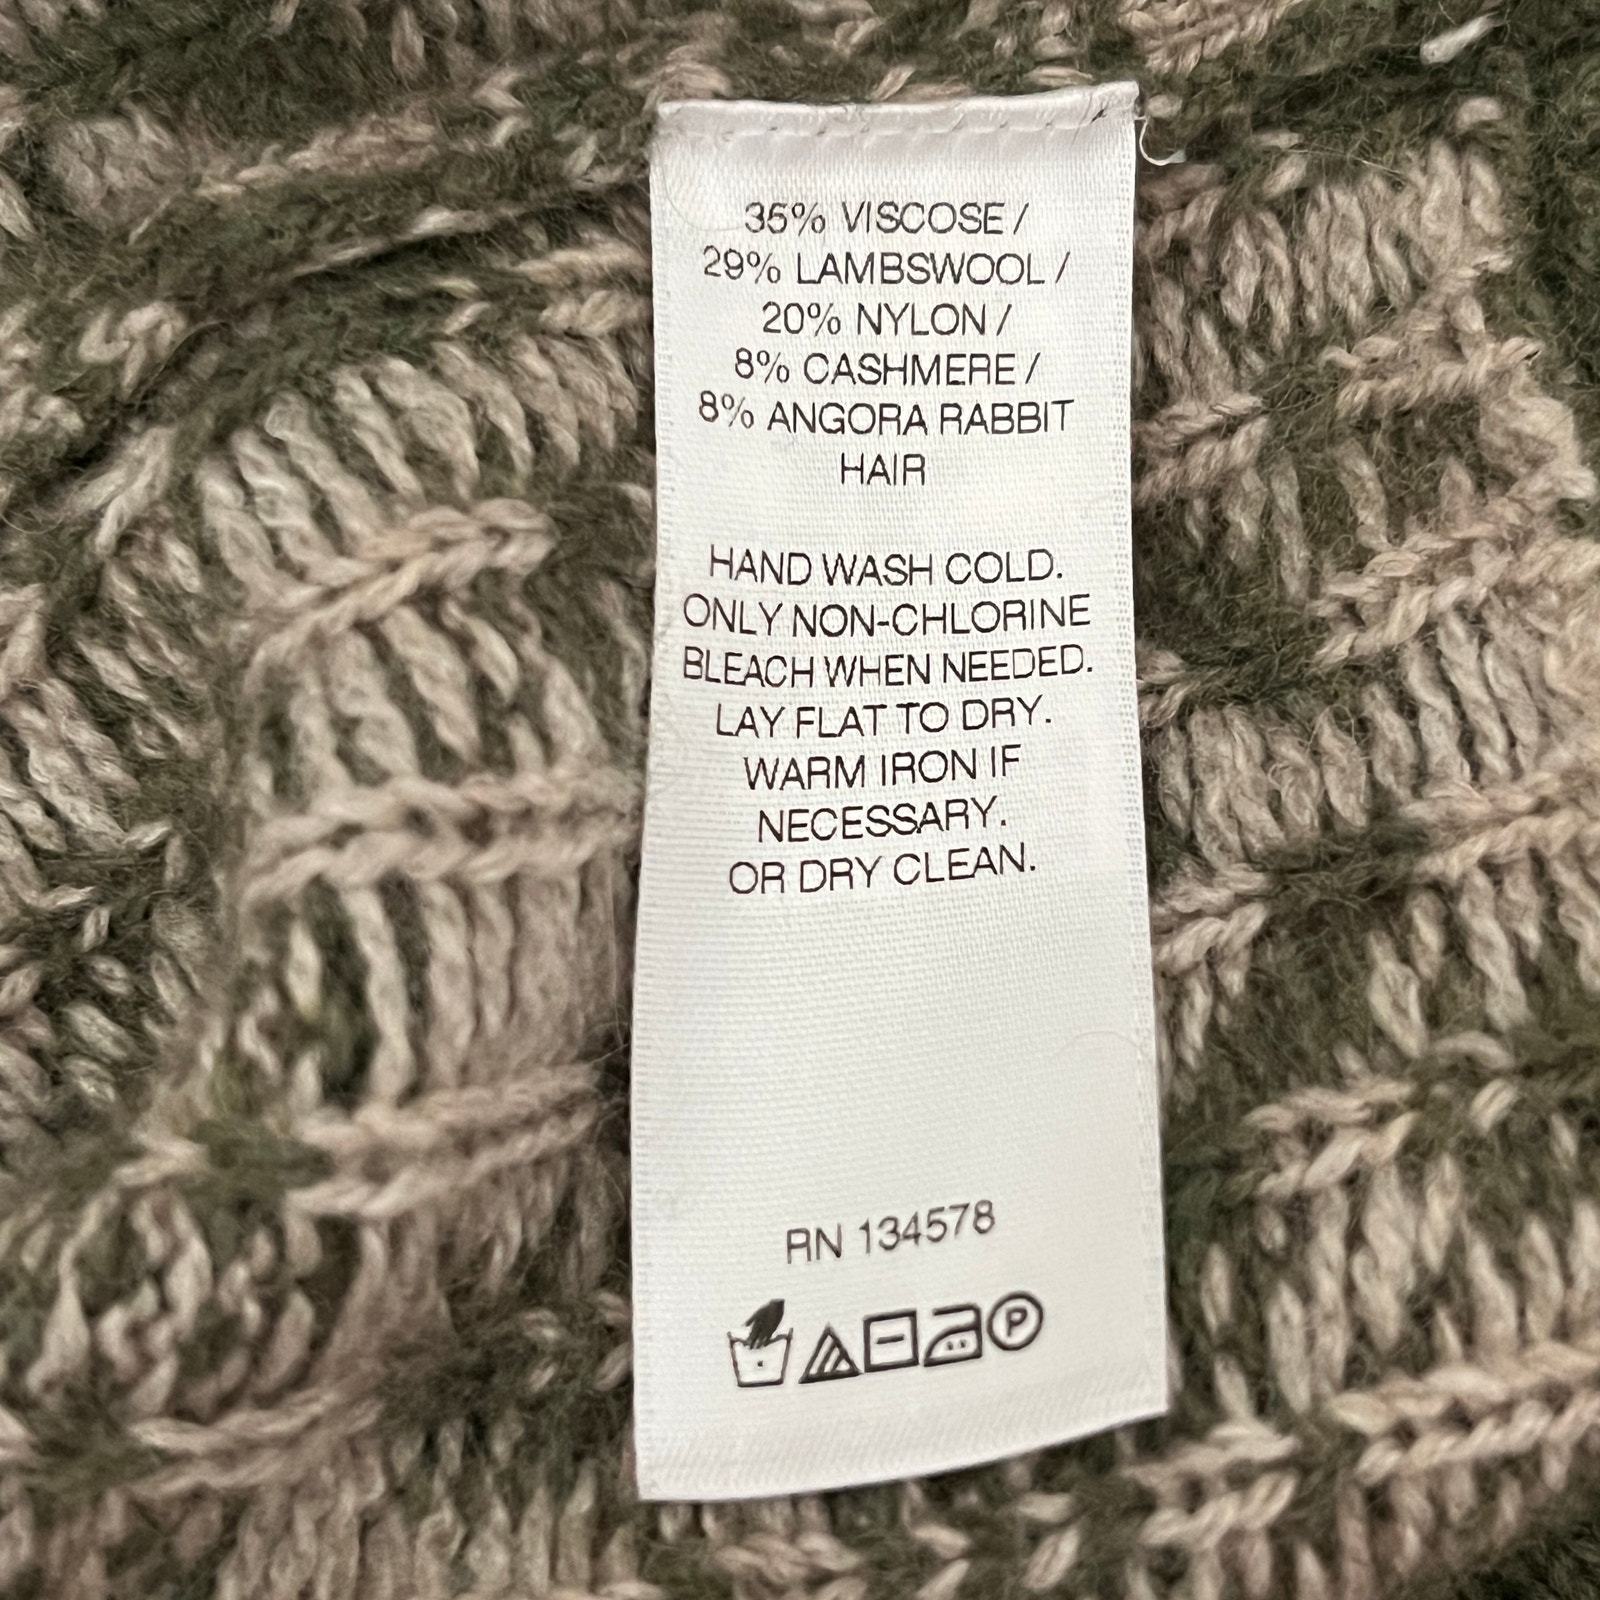 35% VISCOSE /
29% LAMBSWOOL /
20% NYLON /
8% CASHMERE /
8% ANGORA RABBIT
HAIR
HAND WASH COLD.
ONLY NON-CHLORINE
BLEACH WHEN NEEDED.
LAY FLAT TO DRY.
WARM IRON IF
NECESSARY.
OR DRY CLEAN.
RN 134578
P